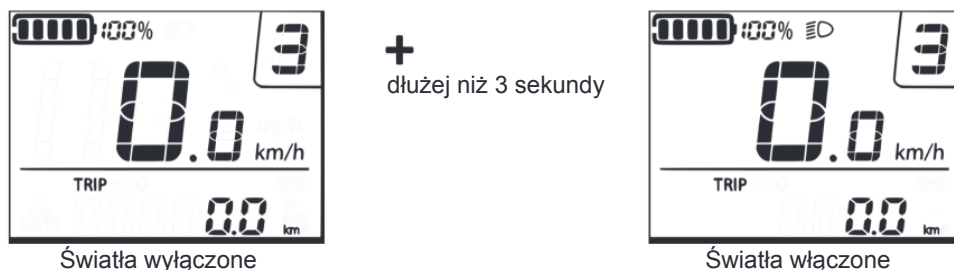 100%
3
0.0 km/h
TRIP
0.0 km
Światła wyłączone
+
dłużej niż 3 sekundy
100%
3
0.0 km/h
TRIP
0.0 km
Światła włączone